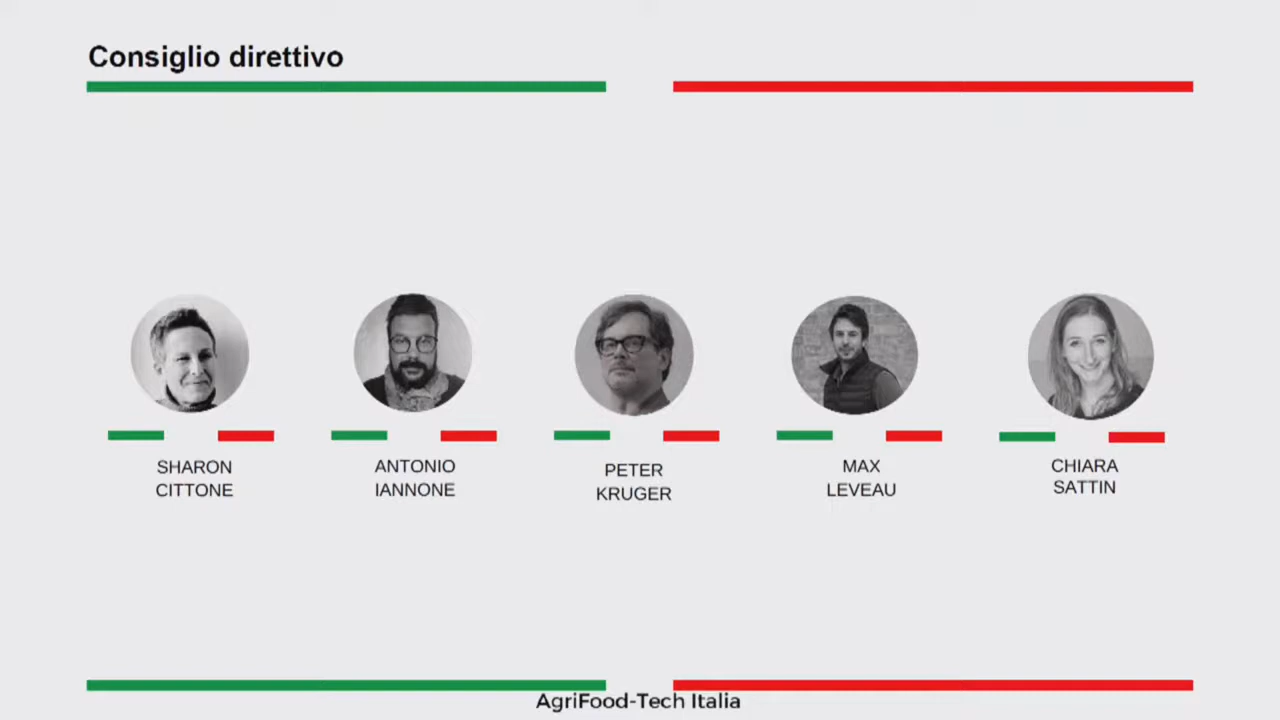 Consiglio direttivo
SHARON
CITTONE
ANTONIO
IANNONE
PETER
KRUGER
MAX
LEVEAU
CHIARA
SATTIN
AgriFood-Tech Italia